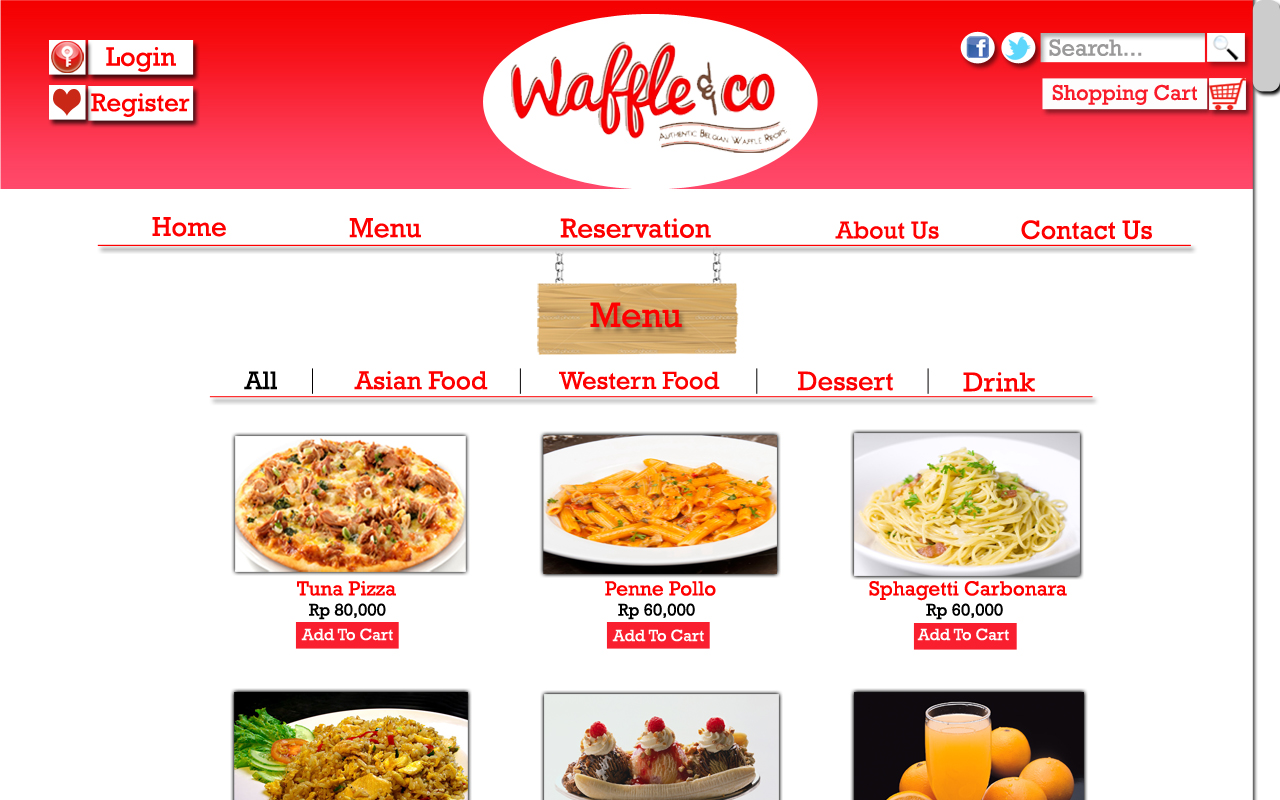 Login
Register
Waffle & co
Authentic Belgian Waffle Recipe
Search...
Shopping Cart
Home
Menu
Reservation
About Us
Contact Us
Menu
All
Asian Food
Western Food
Dessert
Drink
Tuna Pizza
Rp 80,000
Add To Cart
Penne Pollo
Rp 60,000
Add To Cart
Sphagetti Carbonara
Rp 60,000
Add To Cart